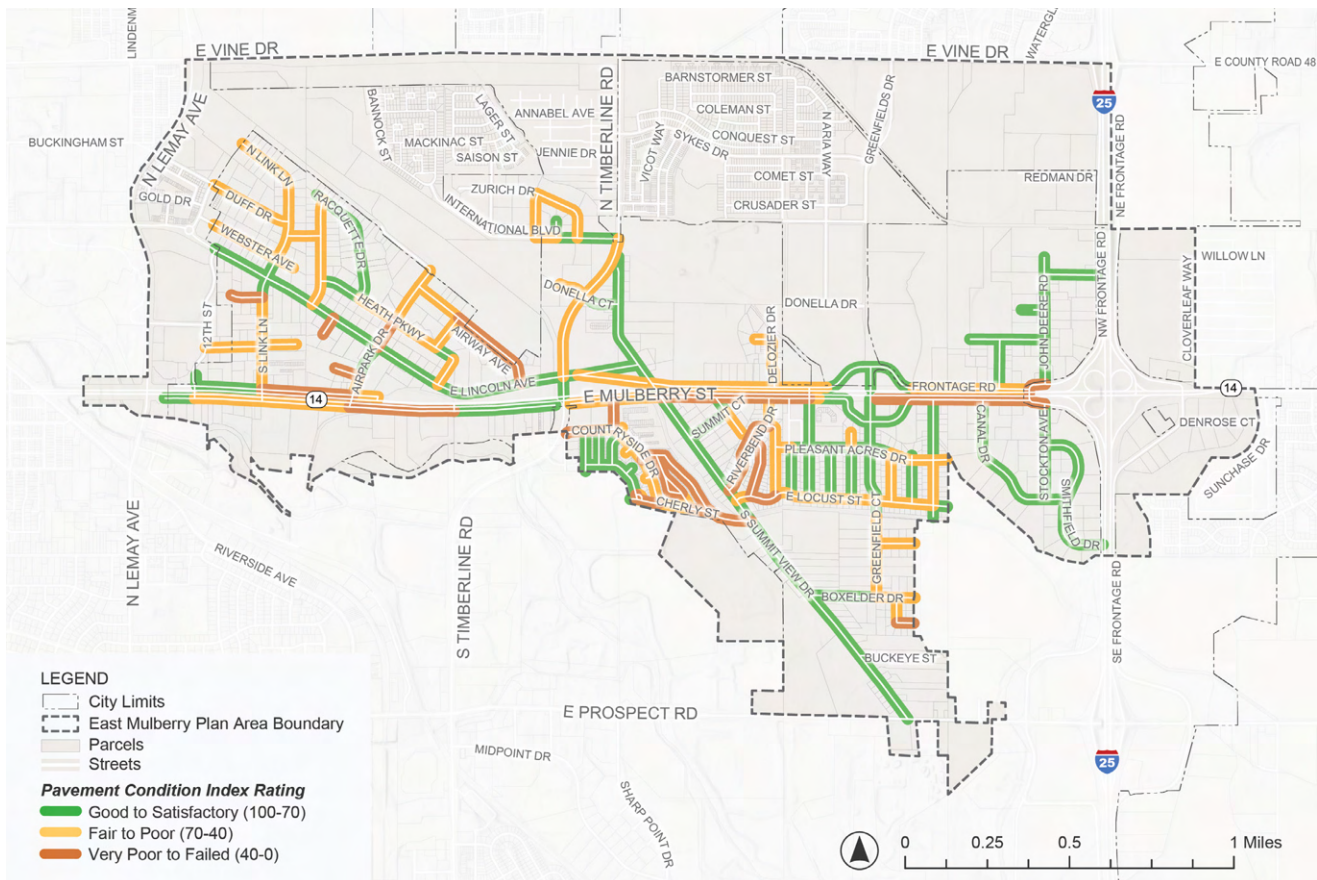 LINDENM
E VINE DR
E VINE DR
WATERGL
E COUNTY ROAD 48
25
BARNSTORMER ST
LAGER ST
N TIMBERLINE RD
COLEMAN ST
GREENFIELDS DR
BANNOCK ST
ANNABEL AVE
N ARIA WAY
NE FRONTAGE RD
BUCKINGHAM ST
N LEMAY AVE
MACKINAC ST
VICOT WAY
SYKES DR
CONQUEST ST
N LINK LN
SAISON ST
JENNIE DR
COMET ST
REDMAN DR
GOLD DR
DUFF DR
RACQUETTE DR
ZURICH DR
INTERNATIONAL BLVD
CRUSADER ST
E WEBSTER AVE
NW FRONTAGE RD
CLOVERLEAF WAY
WILLOW LN
12TH ST
HEATH PKWY
DONELLA CT
DONELLA DR
JOHN DEERE RD
S LINK LN
AIRPARK DR
AIRWAY AVE
DELOZIER DR
E LINCOLN AVE
FRONTAGE RD
14
E MULBERRY ST
14
SUMMIT CT
COUNTRYSIDE DR
RIVERBEND DR
PLEASANT ACRES DR
CANAL DR
STOCKTON AVE
DENROSE CT
SUNCHASE DR
CHERLY ST
E LOCUST ST
SMITHFIELD DR
N LEMAY AVE
RIVERSIDE AVE
S TIMBERLINE RD
S SUMMIT VIEW DR
GREENFIELD CT
BOXELDER DR
SE FRONTAGE RD
BUCKEYE ST
E PROSPECT RD
MIDPOINT DR
SHARP POINT DR
25
LEGEND
City Limits
East Mulberry Plan Area Boundary
Parcels
Streets
Pavement Condition Index Rating
Good to Satisfactory (100-70)
Fair to Poor (70-40)
Very Poor to Failed (40-0)
0 0.25 0.5 1 Miles